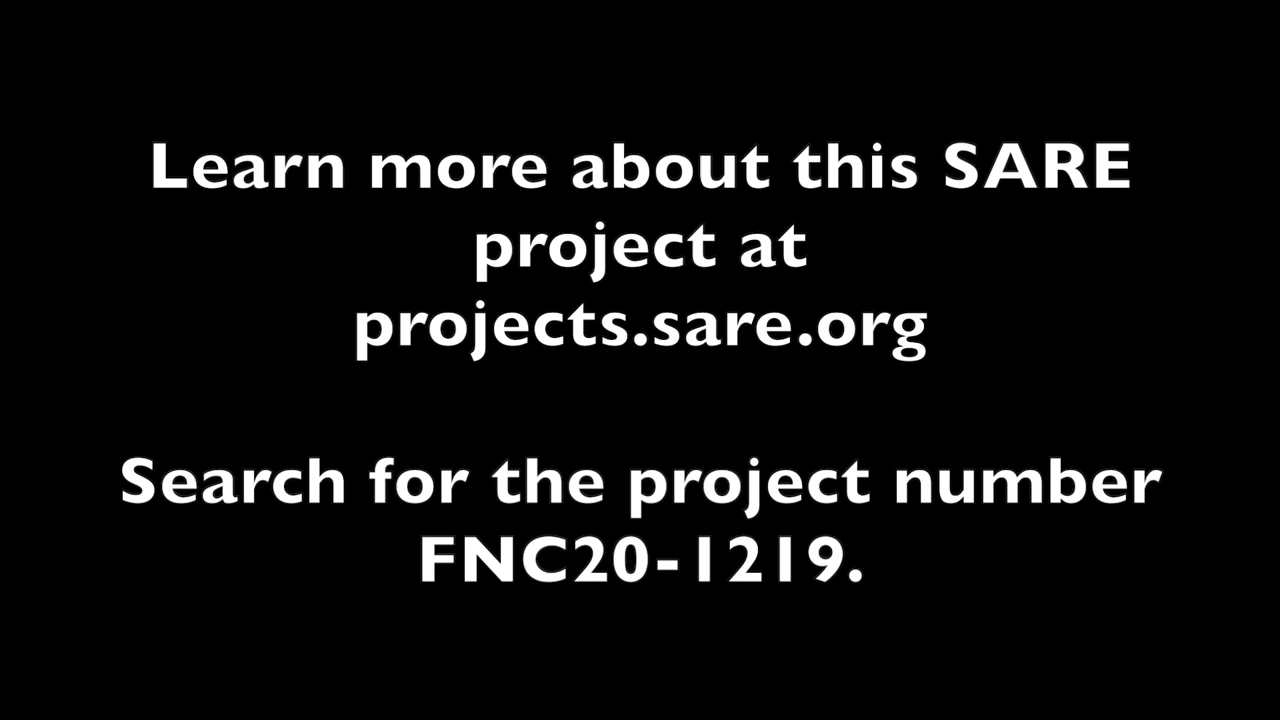 Learn more about this SARE
project at
projects.sare.org
Search for the project number
FNC20-1219.